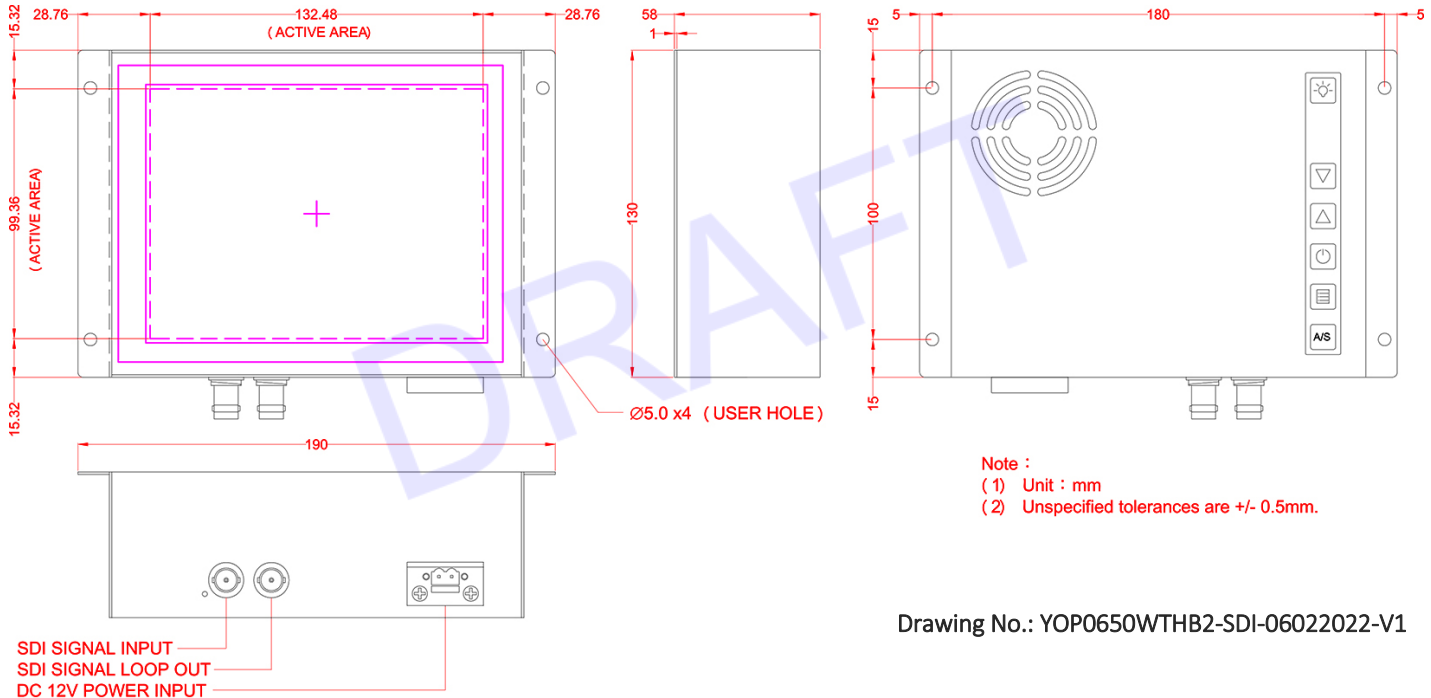 28.76
132.48
( ACTIVE AREA)
28.76
15.32
99.36
( ACTIVE AREA)
15.32
58
1
130
5
180
5
15
100
15
A/S
Ø5.0 x4 ( USER HOLE )
190
DRAFT
Note :
( 1) Unit : mm
( 2) Unspecified tolerances are +/- 0.5mm.
SDI SIGNAL INPUT
SDI SIGNAL LOOP OUT
DC 12V POWER INPUT
Drawing No.: YOP0650WTHB2-SDI-06022022-V1